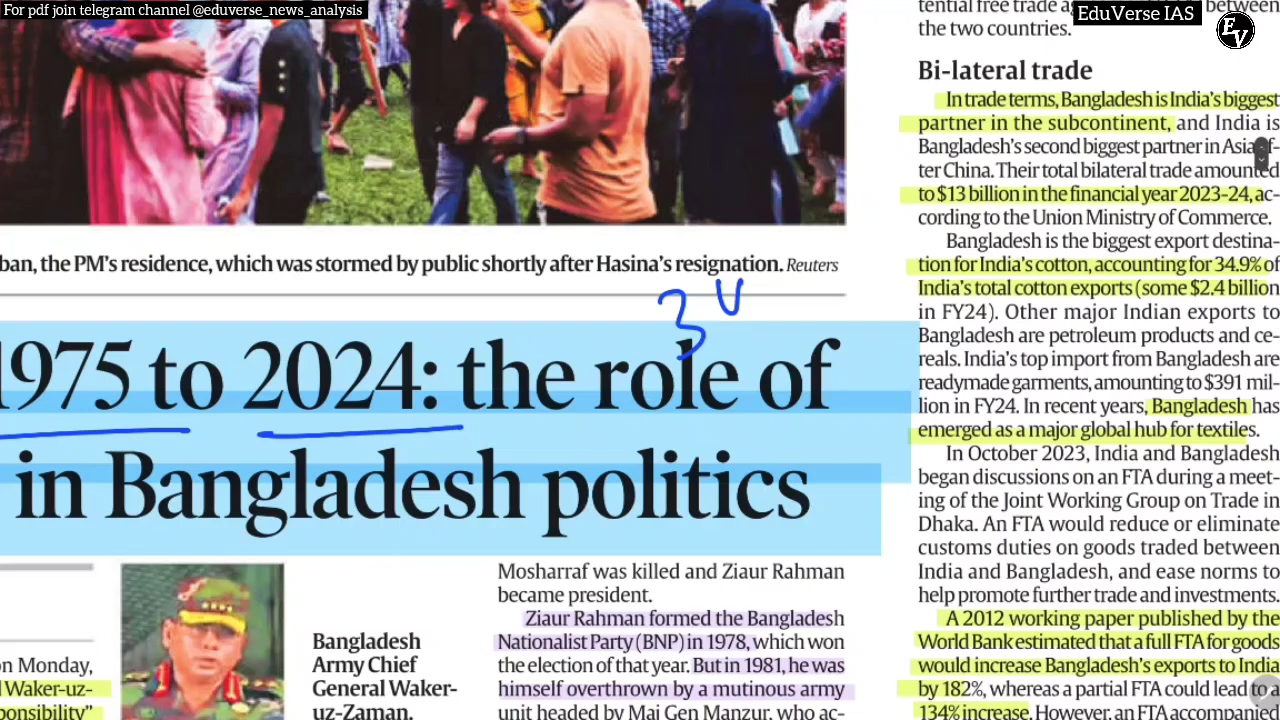 For pdf join telegram channel @eduverse_news_analysis
EduVerse IAS
EV
the two countries.
Bi-lateral trade
In trade terms, Bangladesh is India's biggest
partner in the subcontinent, and India is
Bangladesh's second biggest partner in Asia af-
ter China. Their total bilateral trade amounted
to $13 billion in the financial year 2023-24, ac-
cording to the Union Ministry of Commerce.
Bangladesh is the biggest export destina-
tion for India's cotton, accounting for 34.9% of
India's total cotton exports (some $2.4 billion
in FY24). Other major Indian exports to
Bangladesh are petroleum products and ce-
reals. India's top import from Bangladesh are
readymade garments, amounting to $391 mil-
lion in FY24. In recent years, Bangladesh has
emerged as a major global hub for textiles.
In October 2023, India and Bangladesh
began discussions on an FTA during a meet-
ing of the Joint Working Group on Trade in
Dhaka. An FTA would reduce or eliminate
customs duties on goods traded between
India and Bangladesh, and ease norms to
help promote further trade and investments.
A 2012 working paper published by the
World Bank estimated that a full FTA for goods
would increase Bangladesh's exports to India
by 182%, whereas a partial FTA could lead to a
134% increase. However, an FTA accompanied
ban, the PM's residence, which was stormed by public shortly after Hasina's resignation. Reuters
1975 to 2024: the role of
in Bangladesh politics
on Monday,
Waker-uz-
Bangladesh
Army Chief
General Waker-
uz-Zaman.
Mosharraf was killed and Ziaur Rahman
became president.
Ziaur Rahman formed the Bangladesh
Nationalist Party (BNP) in 1978, which won
the election of that year. But in 1981, he was
himself overthrown by a mutinous army
unit headed by Maj Gen Manzur, who ac-